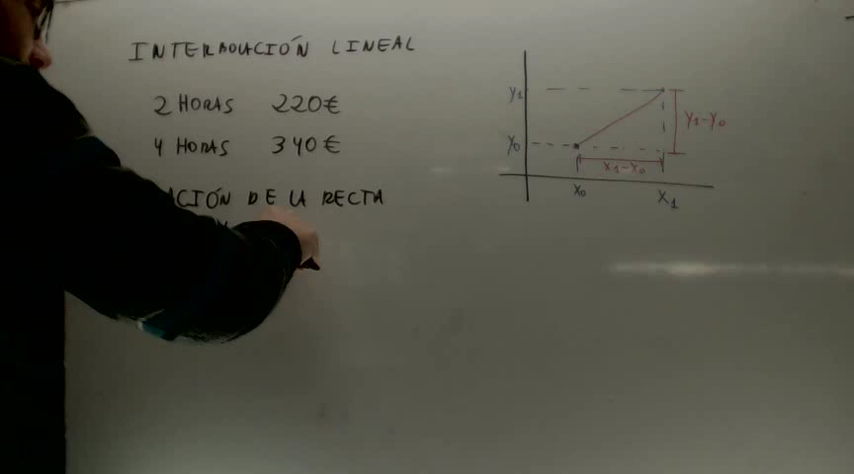 INTERPOLACIÓN LINEAL
2 HORAS 220€
4 HORAS 340€
ACIÓN DE LA RECTA
y₁
y₀
x₀
x₁
x₁-x₀
y₁-y₀